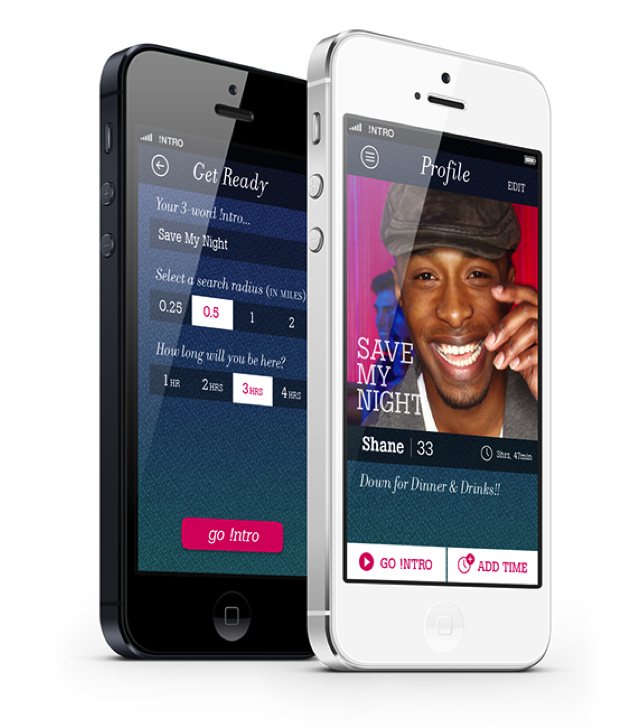 !NTRO
Get Ready
Your 3-word !ntro...
Save My Night
Select a search radius (IN MILES)
0.25 0.5 1 2
How long will you be here?
1 HR 2 HRS 3 HRS 4 HRS
go !ntro
!NTRO
Profile
EDIT
SAVE
MY
NIGHT
Shane | 33
3hrs, 47min
Down for Dinner & Drinks!!
GO !NTRO
ADD TIME